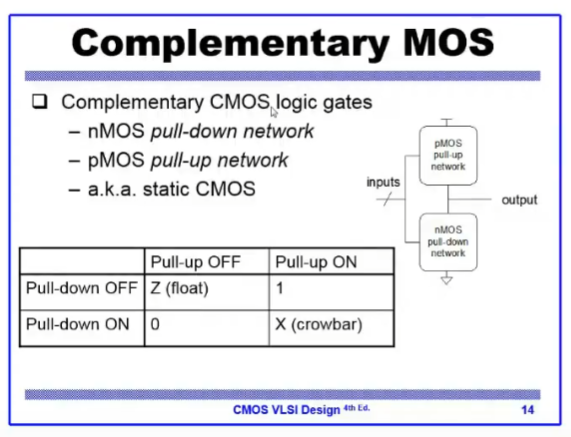 Complementary MOS
❑ Complementary CMOS logic gates
– nMOS pull-down network
– pMOS pull-up network
– a.k.a. static CMOS
pMOS
pull-up
network
inputs
output
nMOS
pull-down
network
Pull-up OFF Pull-up ON
Pull-down OFF Z (float) 1
Pull-down ON 0 X (crowbar)
CMOS VLSI Design 4th Ed. 14